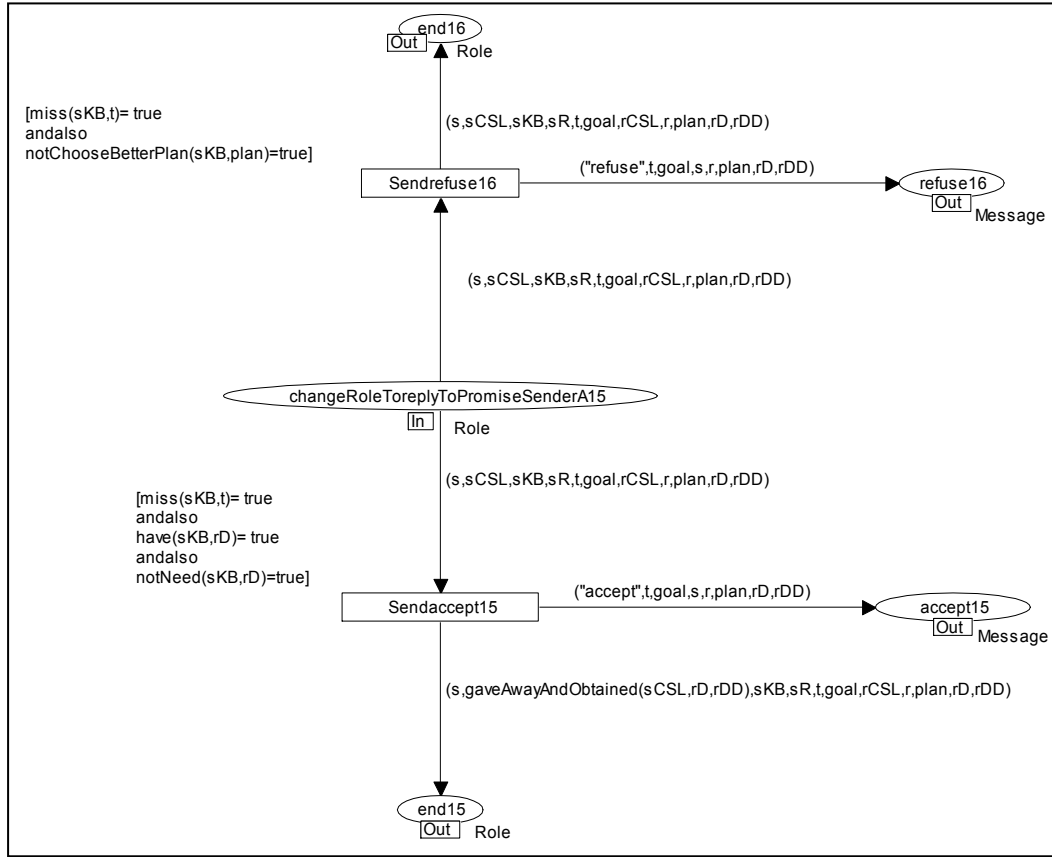 end16
Out
Role
[miss(sKB,t)= true
andalso
notChooseBetterPlan(sKB,plan)=true]
(s,sCSL,sKB,sR,t,goal,rCSL,r,plan,rD,rDD)
("refuse",t,goal,s,r,plan,rD,rDD)
Sendrefuse16
refuse16
Out
Message
(s,sCSL,sKB,sR,t,goal,rCSL,r,plan,rD,rDD)
changeRoleToreplyToPromiseSenderA15
In
Role
(s,sCSL,sKB,sR,t,goal,rCSL,r,plan,rD,rDD)
[miss(sKB,t)= true
andalso
have(sKB,rD)= true
andalso
notNeed(sKB,rD)=true]
("accept",t,goal,s,r,plan,rD,rDD)
Sendaccept15
accept15
Out
Message
(s,gaveAwayAndObtained(sCSL,rD,rDD),sKB,sR,t,goal,rCSL,r,plan,rD,rDD)
end15
Out
Role